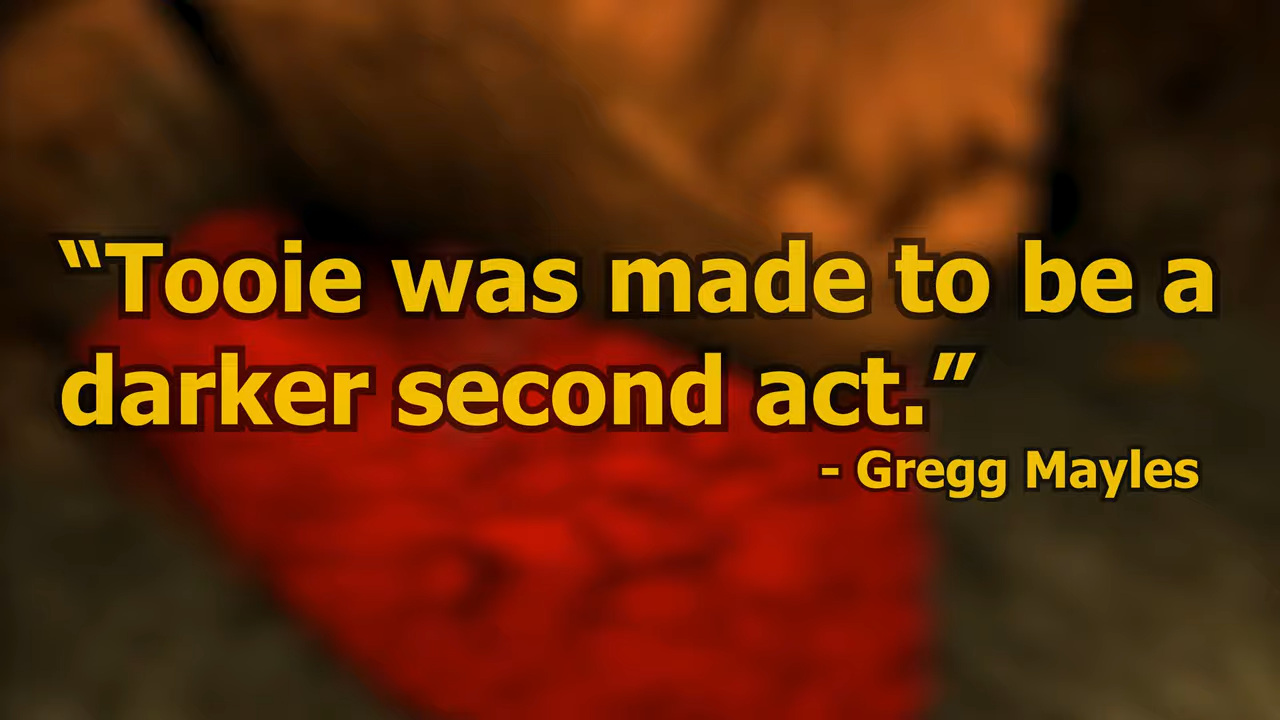 “Tooie was made to be a
darker second act.”
- Gregg Mayles